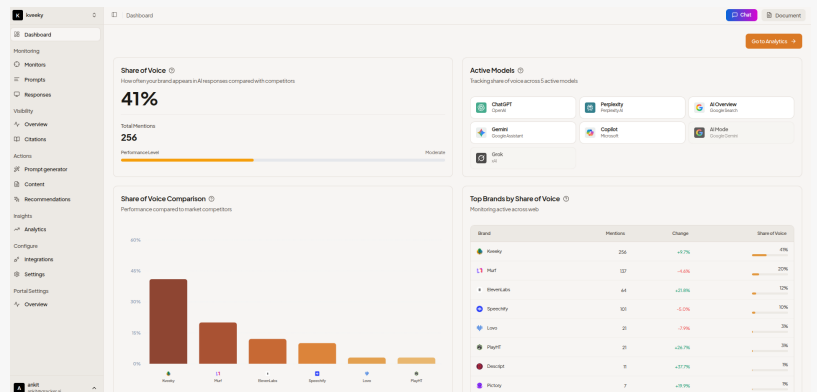 kweeky
Dashboard
Monitoring
Monitors
Prompts
Responses
Visibility
Overview
Citations
Actions
Prompt generator
Content
Recommendations
Insights
Analytics
Configure
Integrations
Settings
Portal Settings
Overview
ankit
Dashboard
Chat
Document
Go to Analytics
Share of Voice
How often your brand appears in AI responses compared with competitors
41%
Total Mentions
256
Performance Level
Moderate
Active Models
Tracking share of voice across 5 active models
ChatGPT
OpenAI
Perplexity
Perplexity AI
AI Overview
Google Search
Gemini
Google Assistant
Copilot
Microsoft
AI Mode
Google Gemini
Grok
xAI
Share of Voice Comparison
Performance compared to market competitors
60%
30%
15%
0%
Kweeky
Murf
ElevenLabs
Speechify
Lovo
PlayHT
Top Brands by Share of Voice
Monitoring active across web
Brand Mentions Change Share of Voice
Kweeky 256 +9.7% 41%
Murf 127 -4.6% 20%
ElevenLabs 64 +31.8% 12%
Speechify 101 -6.0% 10%
Lovo 21 -7.9% 3%
PlayHT 21 +26.7% 3%
Descript 11 +37.7% 1%
Pictory 7 +19.9% 1%